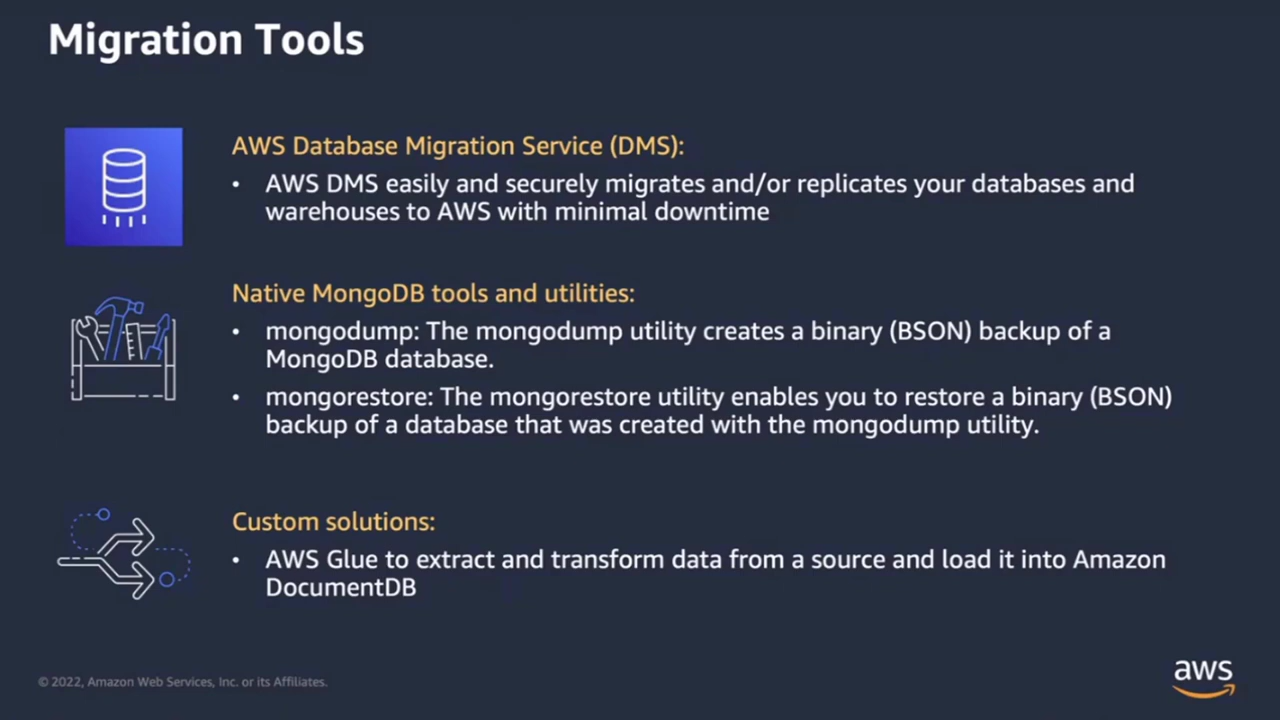 Migration Tools
AWS Database Migration Service (DMS):
• AWS DMS easily and securely migrates and/or replicates your databases and
warehouses to AWS with minimal downtime
Native MongoDB tools and utilities:
• mongodump: The mongodump utility creates a binary (BSON) backup of a
MongoDB database.
• mongorestore: The mongorestore utility enables you to restore a binary (BSON)
backup of a database that was created with the mongodump utility.
Custom solutions:
• AWS Glue to extract and transform data from a source and load it into Amazon
DocumentDB
© 2022, Amazon Web Services, Inc. or its Affiliates.
aws